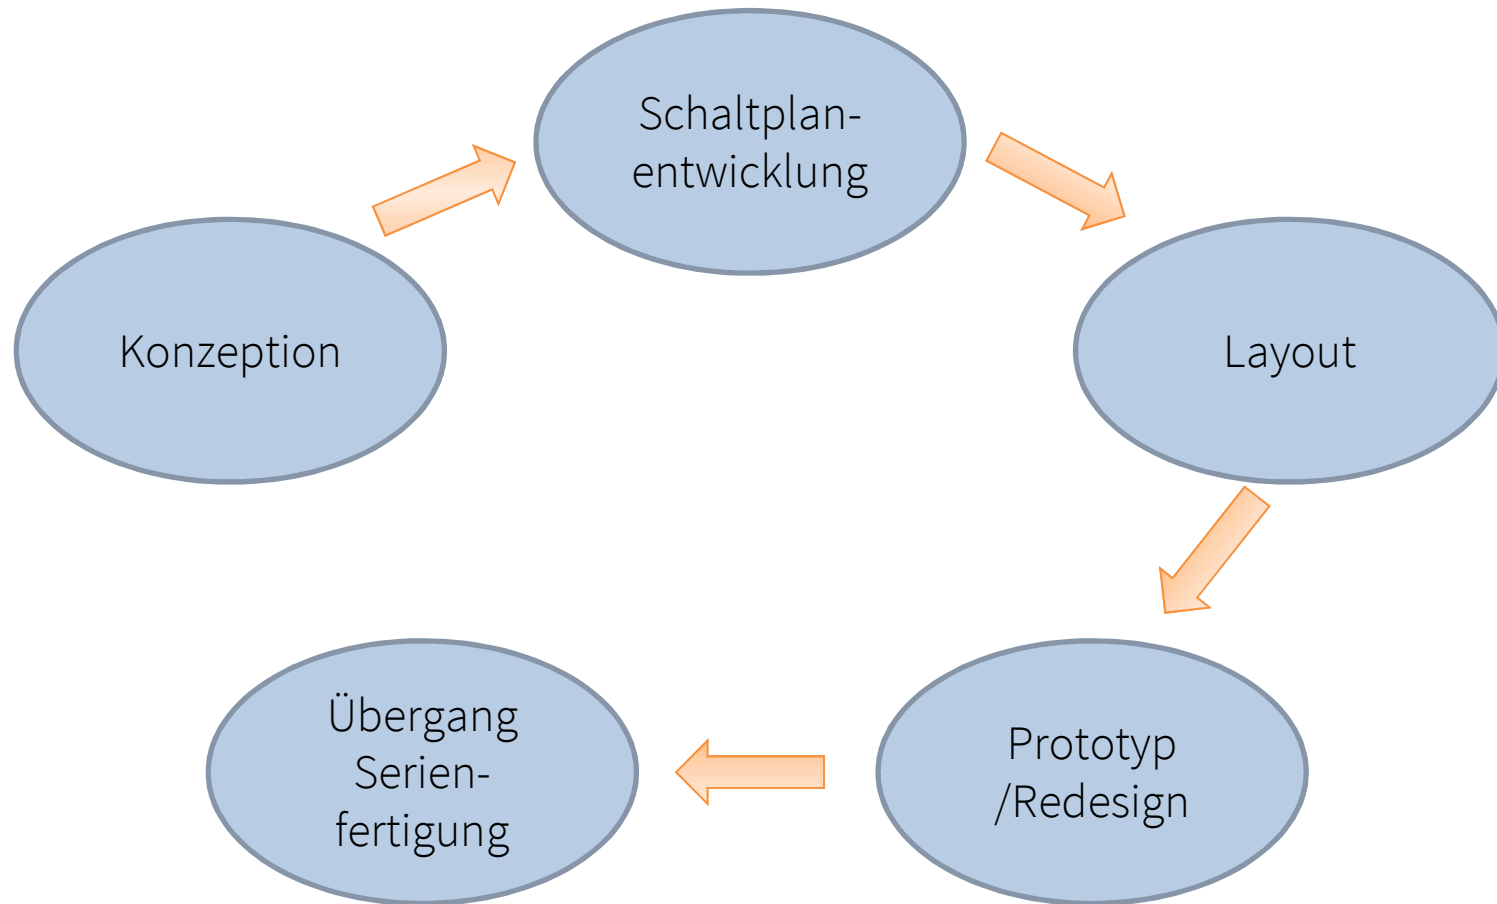 Schaltplan-
entwicklung
Konzeption
Layout
Übergang
Serien-
fertigung
Prototyp
/Redesign